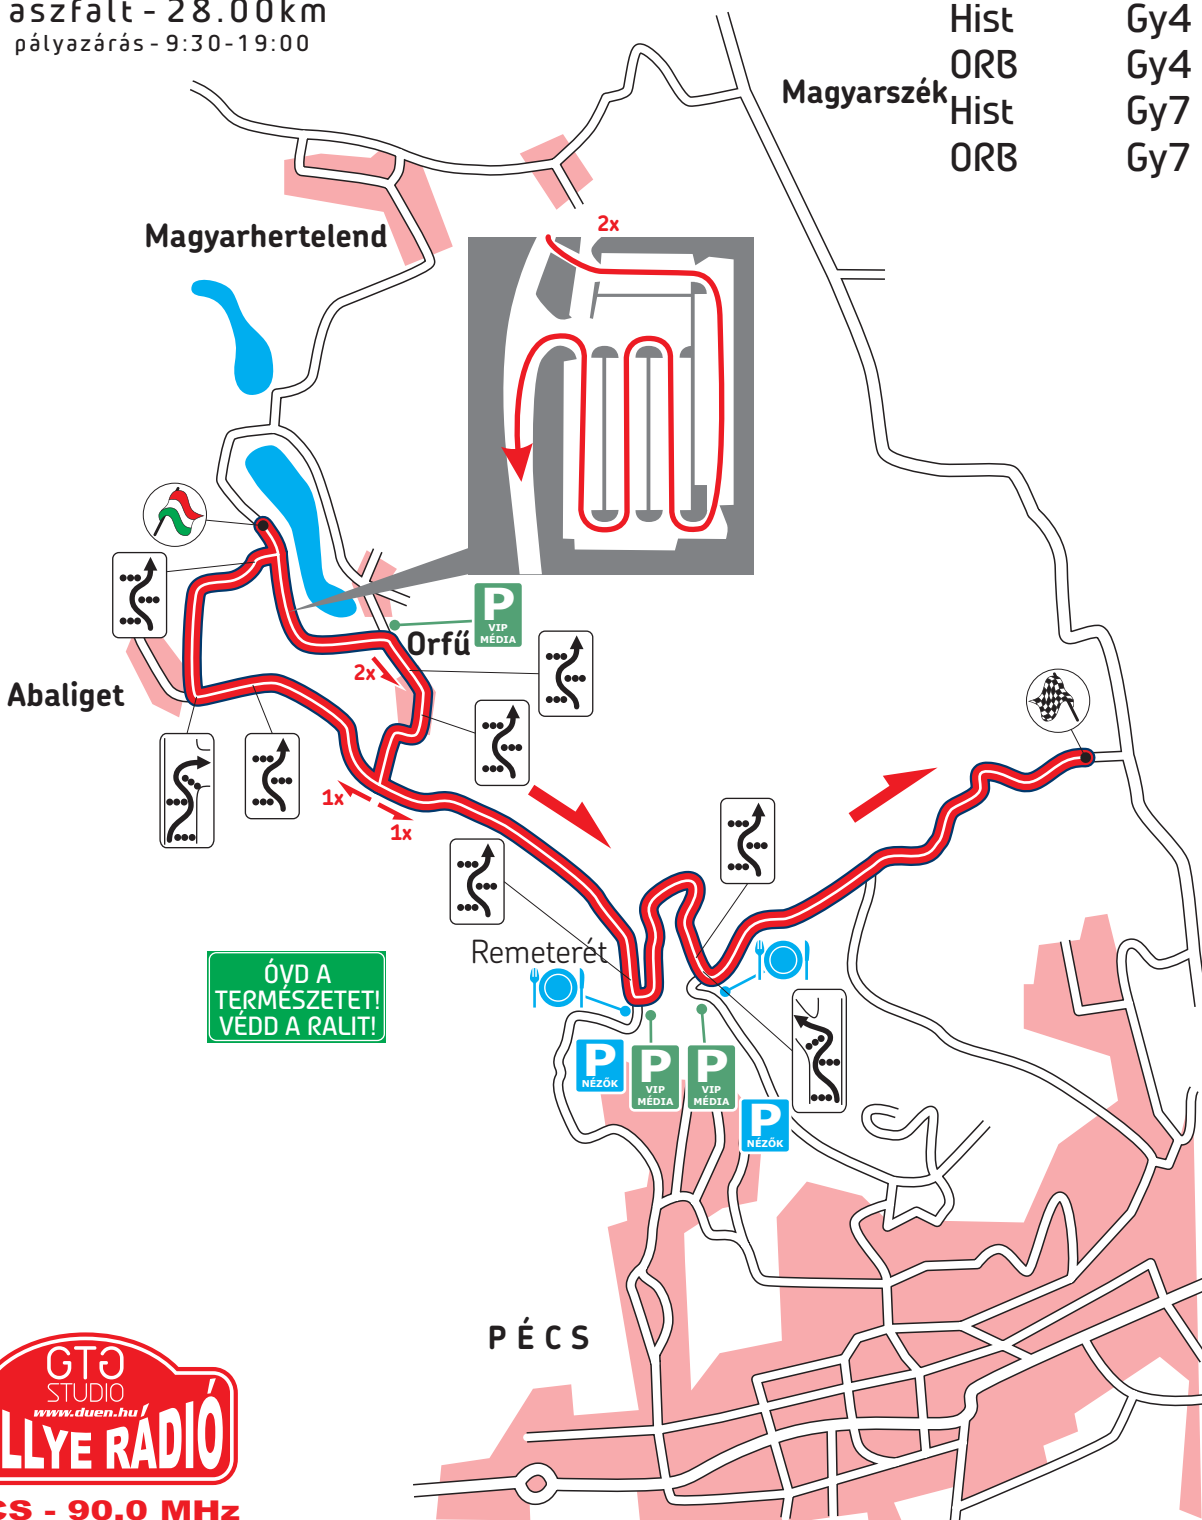 aszfalt - 28.00km
pályazárás - 9:30-19:00
Hist Gy4
ORB Gy4
Hist Gy7
ORB Gy7
Magyarszék
Magyarhertelend
2x
P
VIP
MÉDIA
Orfű
2x
Abaliget
1x
1x
Remeterét
ÓVD A
TERMÉSZETET!
VÉDD A RALIT!
P
NÉZŐK
P
VIP
MÉDIA
P
VIP
MÉDIA
P
NÉZŐK
PÉCS
GTG
STUDIO
www.duen.hu
LLYE RÁDIÓ
CS - 90.0 MHz